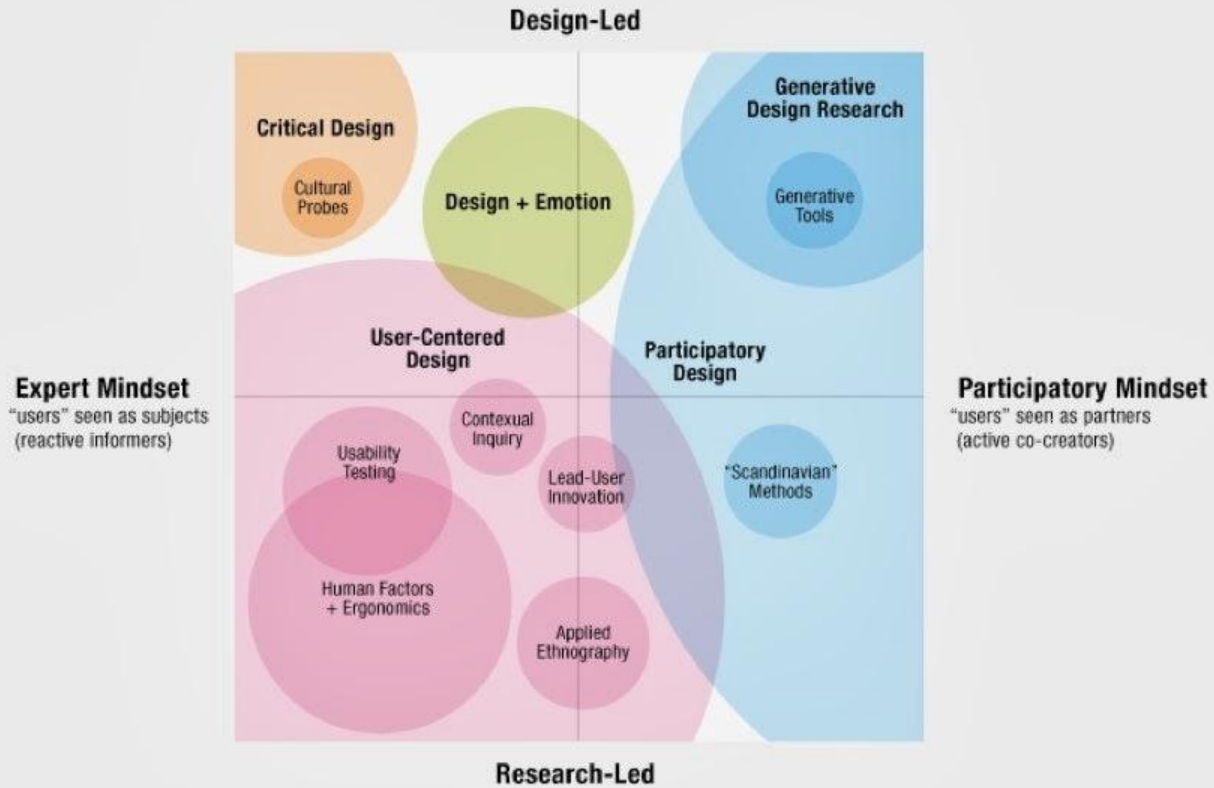 Design-Led
Generative
Design Research
Critical Design
Cultural
Probes
Design + Emotion
Generative
Tools
User-Centered
Design
Participatory
Design
Expert Mindset
"users" seen as subjects
(reactive informers)
Participatory Mindset
"users" seen as partners
(active co-creators)
Contexual
Inquiry
Usability
Testing
Lead-User
Innovation
"Scandinavian"
Methods
Human Factors
+ Ergonomics
Applied
Ethnography
Research-Led